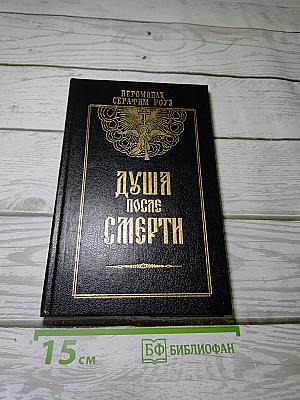 ИЕРОМОНАХ
СЕРАФИМ РОУЗ
ДУША
ПОСЛЕ
СМЕРТИ
15 см
БФ БИБЛИОФАН